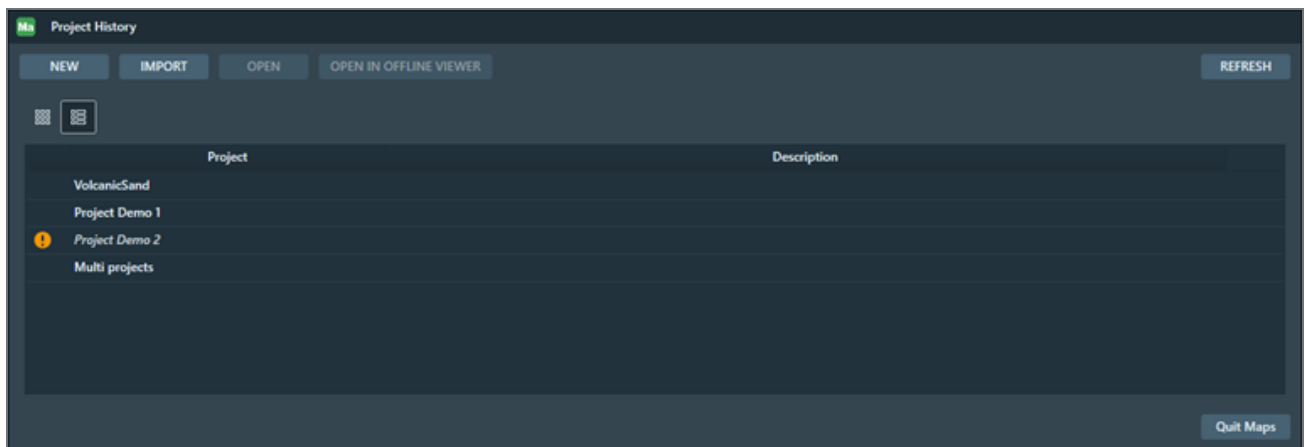 Ma Project History
NEW IMPORT OPEN OPEN IN OFFLINE VIEWER REFRESH
Project Description
VolcanicSand
Project Demo 1
! Project Demo 2
Multi projects
Quit Maps